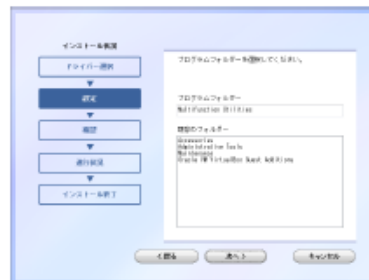 インストール状況
ドライバー選択
設定
確認
進行状況
インストール終了
プログラムフォルダーを選択してください。
プログラムフォルダー
Multifunction Utilities
既存のフォルダー
Accessories
Administrative Tools
Maintenance
Oracle VM VirtualBox Guest Additions
< 戻る
次へ >
キャンセル